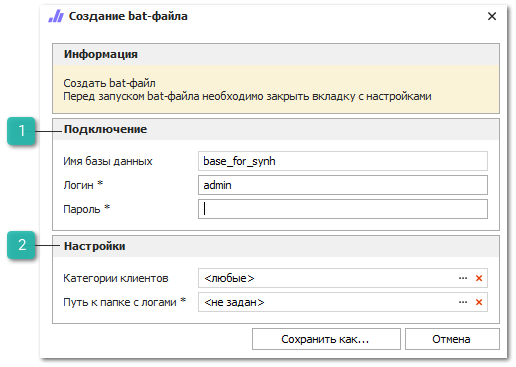 Создание bat-файла
Информация
Создать bat-файл
Перед запуском bat-файла необходимо закрыть вкладку с настройками
1
Подключение
Имя базы данных base_for_synh
Логин * admin
Пароль *
2
Настройки
Категории клиентов <любые> ...
Путь к папке с логами * <не задан> ...
Сохранить как... Отмена